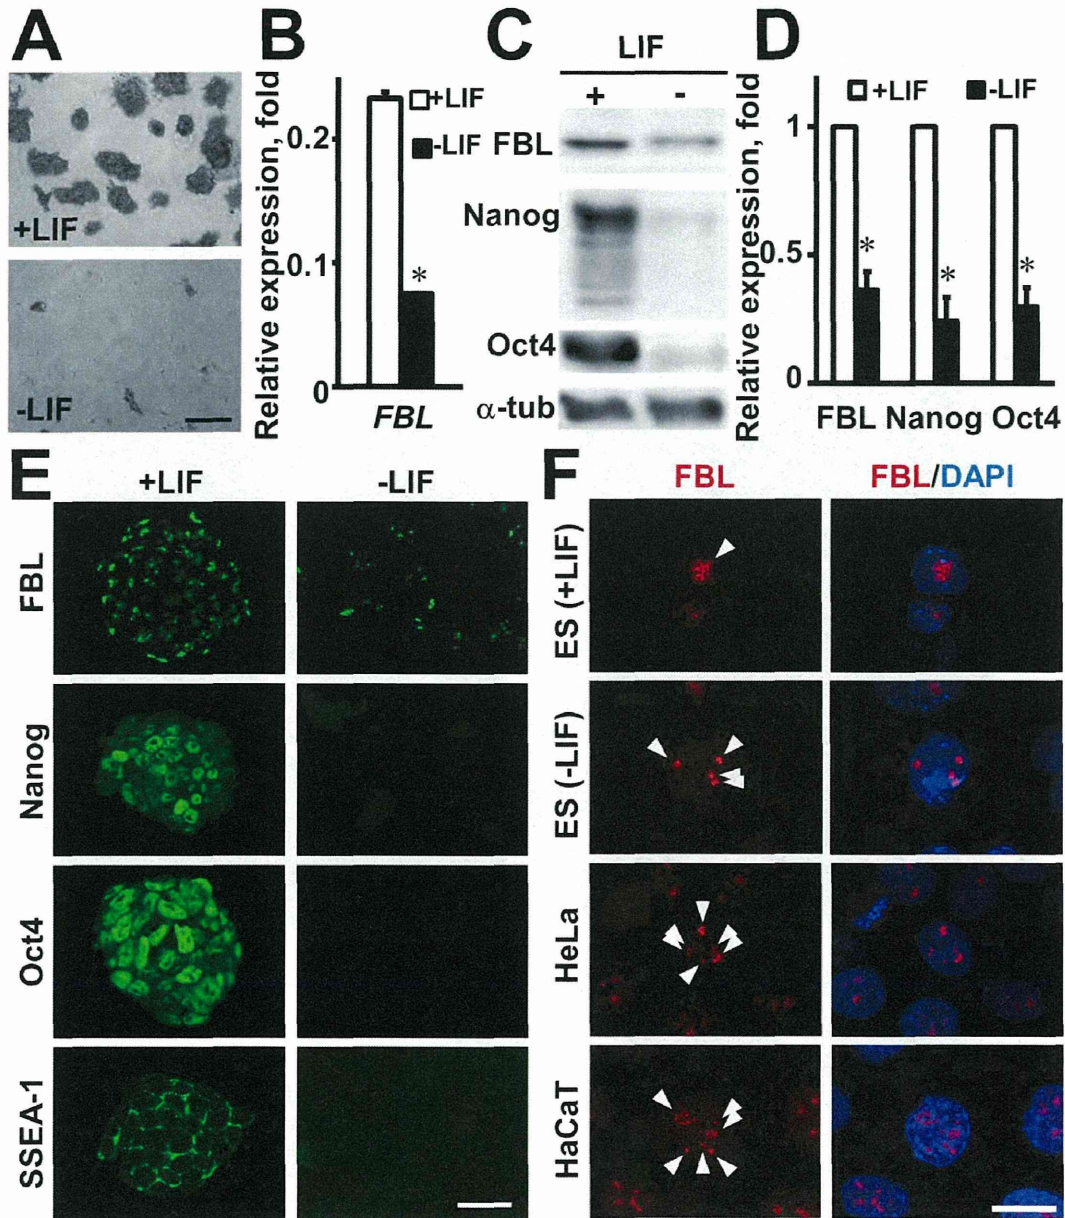 A
+LIF
-LIF
B
Relative expression, fold
0.2
0.1
0
+LIF
-LIF
*
FBL
C
LIF
+ -
FBL
Nanog
Oct4
α-tub
D
Relative expression, fold
1
0.5
0
+LIF -LIF
* * *
FBL Nanog Oct4
E
+LIF -LIF
FBL
Nanog
Oct4
SSEA-1
F
FBL FBL/DAPI
ES (+LIF)
ES (-LIF)
HeLa
HaCaT